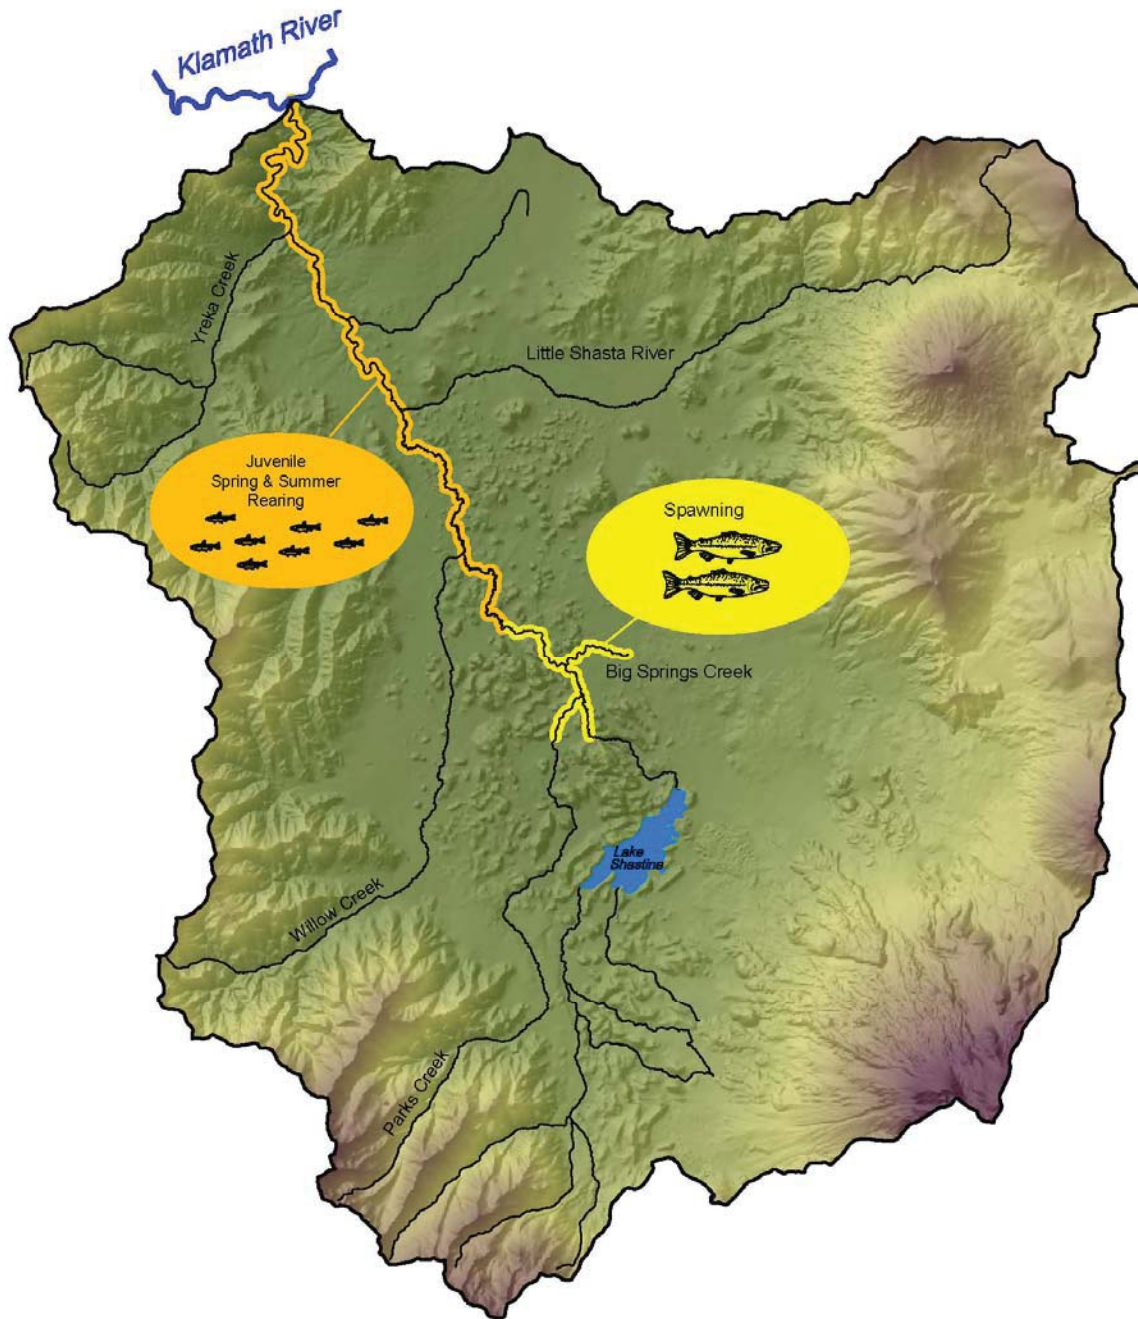 Klamath River
Yreka Creek
Little Shasta River
Juvenile
Spring & Summer
Rearing
Spawning
Big Springs Creek
Lake
Shastina
Willow Creek
Parks Creek